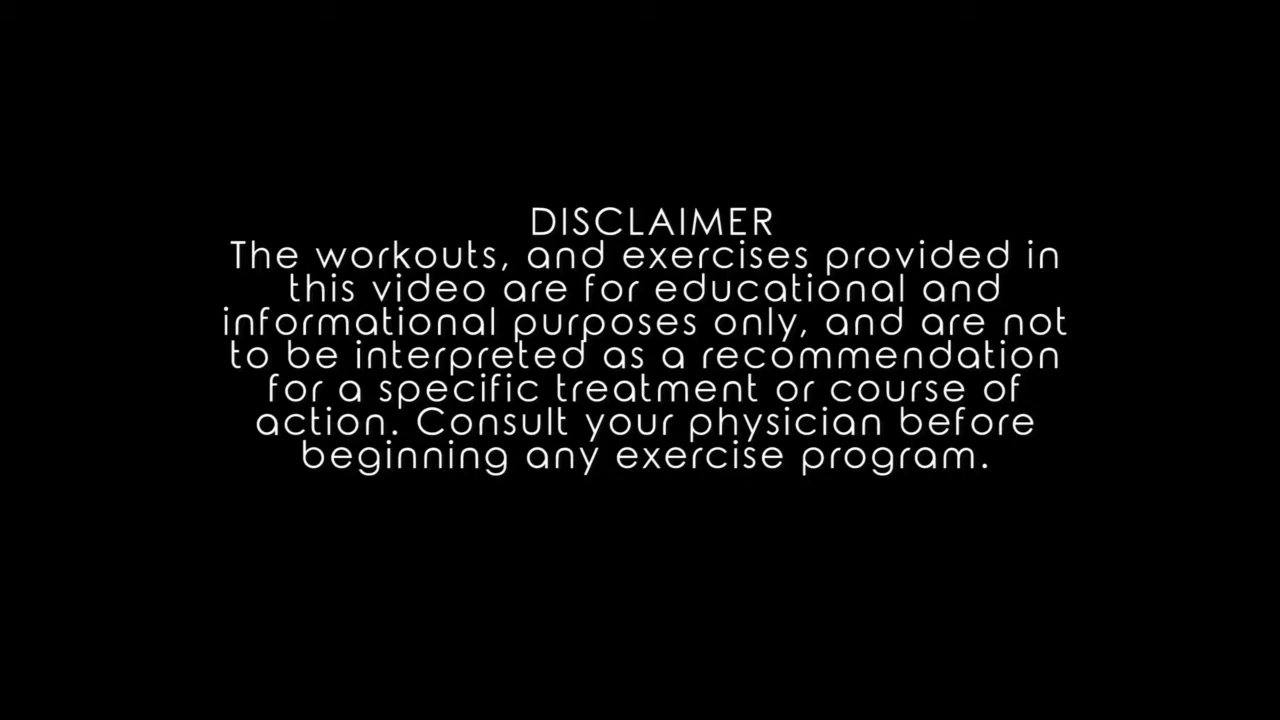 DISCLAIMER
The workouts, and exercises provided in
this video are for educational and
informational purposes only, and are not
to be interpreted as a recommendation
for a specific treatment or course of
action. Consult your physician before
beginning any exercise program.